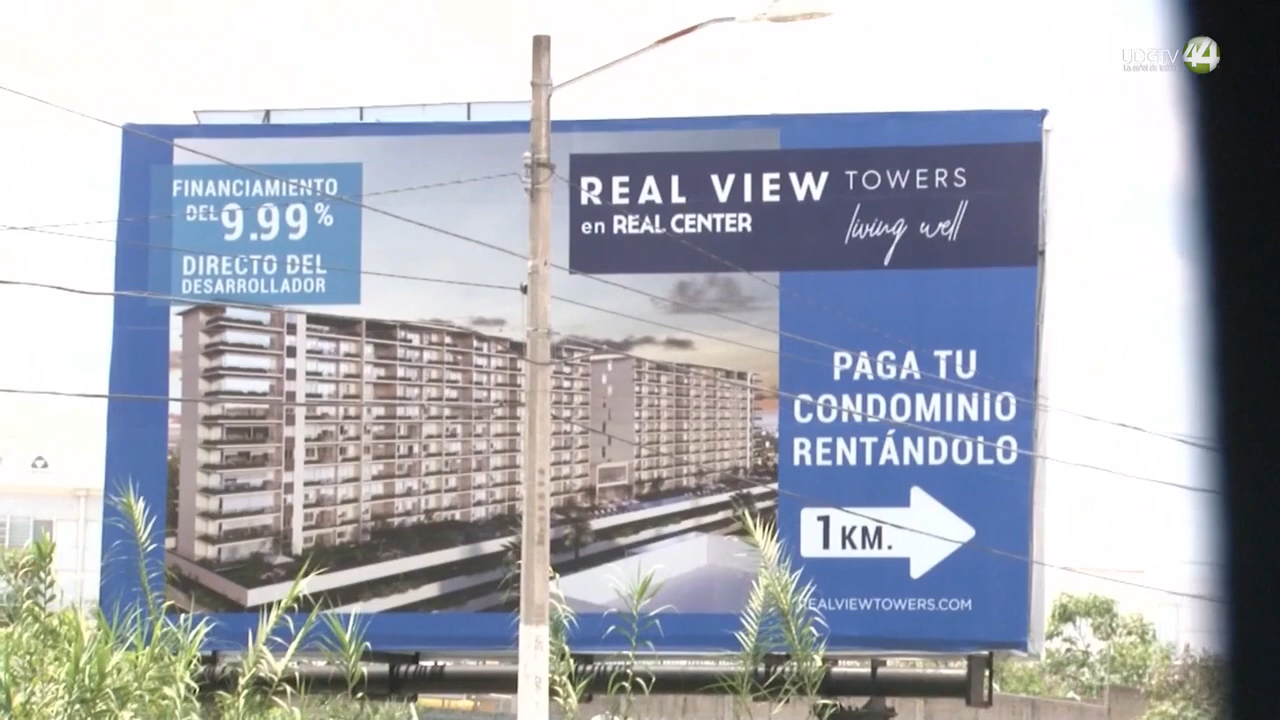 UDGTV 44
FINANCIAMIENTO
DEL 9.99%
DIRECTO DEL
DESARROLLADOR
REAL VIEW TOWERS
en REAL CENTER
living well
PAGA TU
CONDOMINIO
RENTÁNDOLO
1 KM.
REALVIEWTOWERS.COM